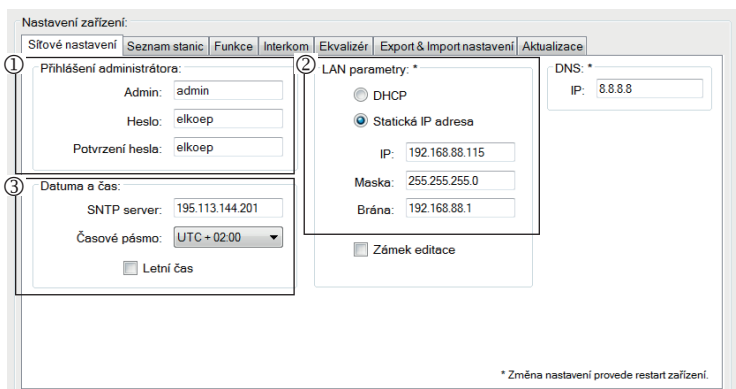 Nastavení zařízení:
Síťové nastavení Seznam stanic Funkce Interkom Ekvalizér Export & Import nastavení Aktualizace
1
Přihlášení administrátora:
Admin: admin
Heslo: elkoep
Potvrzení hesla: elkoep
2
LAN parametry: *
DHCP
Statická IP adresa
IP: 192.168.88.115
Maska: 255.255.255.0
Brána: 192.168.88.1
Zámek editace
DNS: *
IP: 8.8.8.8
3
Datuma a čas:
SNTP server: 195.113.144.201
Časové pásmo: UTC + 02:00
Letní čas
* Změna nastavení provede restart zařízení.